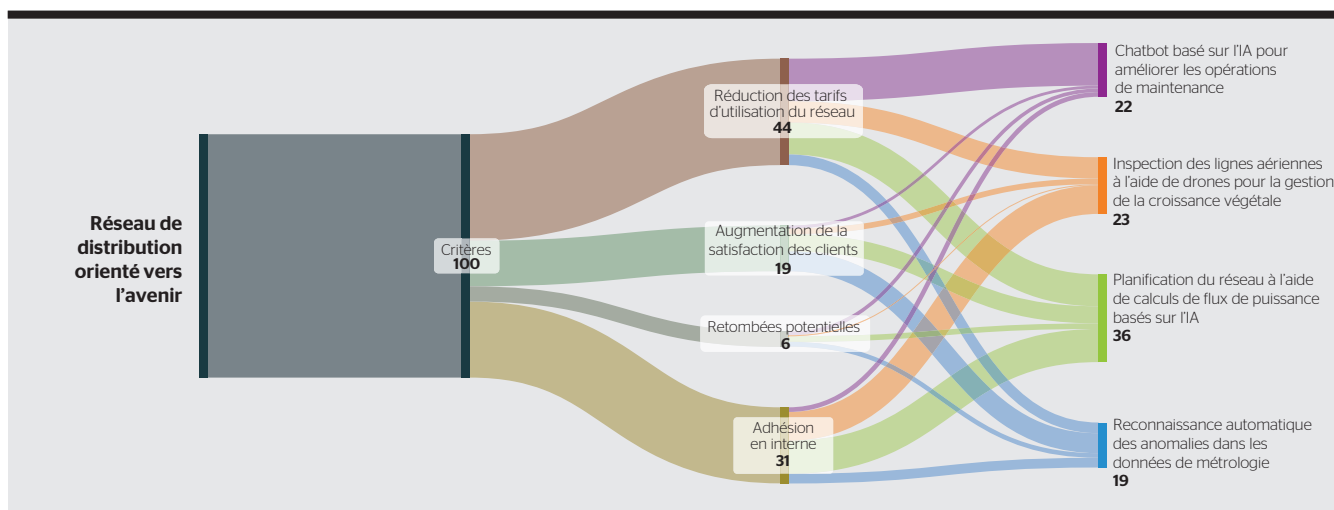 Réseau de
distribution
orienté vers
l'avenir
Critères
100
Réduction des tarifs
d'utilisation du réseau
44
Augmentation de la
satisfaction des clients
19
Retombées potentielles
6
Adhésion
en interne
31
Chatbot basé sur l'IA pour
améliorer les opérations
de maintenance
22
Inspection des lignes aériennes
à l'aide de drones pour la gestion
de la croissance végétale
23
Planification du réseau à l'aide
de calculs de flux de puissance
basés sur l'IA
36
Reconnaissance automatique
des anomalies dans les
données de métrologie
19